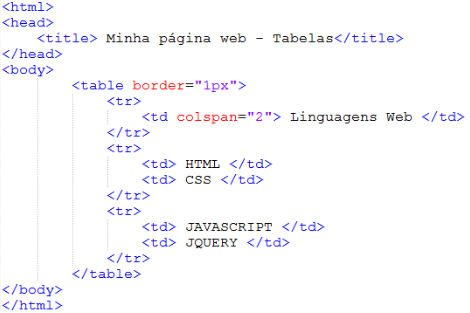 <html>
<head>
    <title> Minha página web - Tabelas</title>
</head>
<body>
        <table border="1px">
            <tr>
                <td colspan="2"> Linguagens Web </td>
            </tr>
            <tr>
                <td> HTML </td>
                <td> CSS </td>
            </tr>
            <tr>
                <td> JAVASCRIPT </td>
                <td> JQUERY </td>
            </tr>
        </table>
</body>
</html>